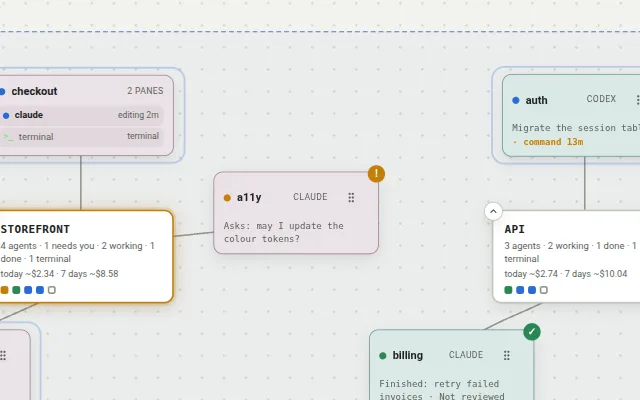 checkout 2 PANES
claude editing 2m
>_ terminal terminal
auth CODEX
Migrate the session
· command 13m
!
a11y CLAUDE
Asks: may I update the
colour tokens?
STOREFRONT
4 agents · 1 needs you · 2 working · 1
done · 1 terminal
today ~$2.34 · 7 days ~$8.58
API
3 agents · 2 working · 1 done · 1
terminal
today ~$2.74 · 7 days ~$10.04
✓
billing CLAUDE
Finished: retry failed
invoices · Not reviewed